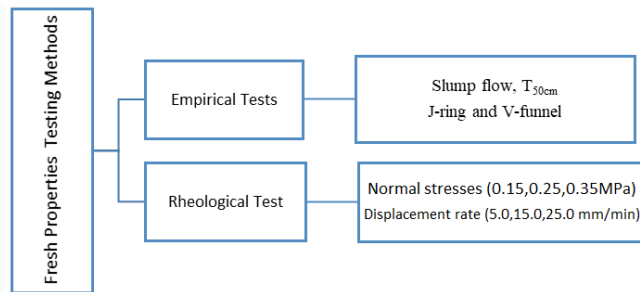 Fresh Properties Testing Methods
Empirical Tests
Slump flow, T50cm
J-ring and V-funnel
Rheological Test
Normal stresses (0.15,0.25,0.35MPa)
Displacement rate (5.0,15.0,25.0 mm/min)